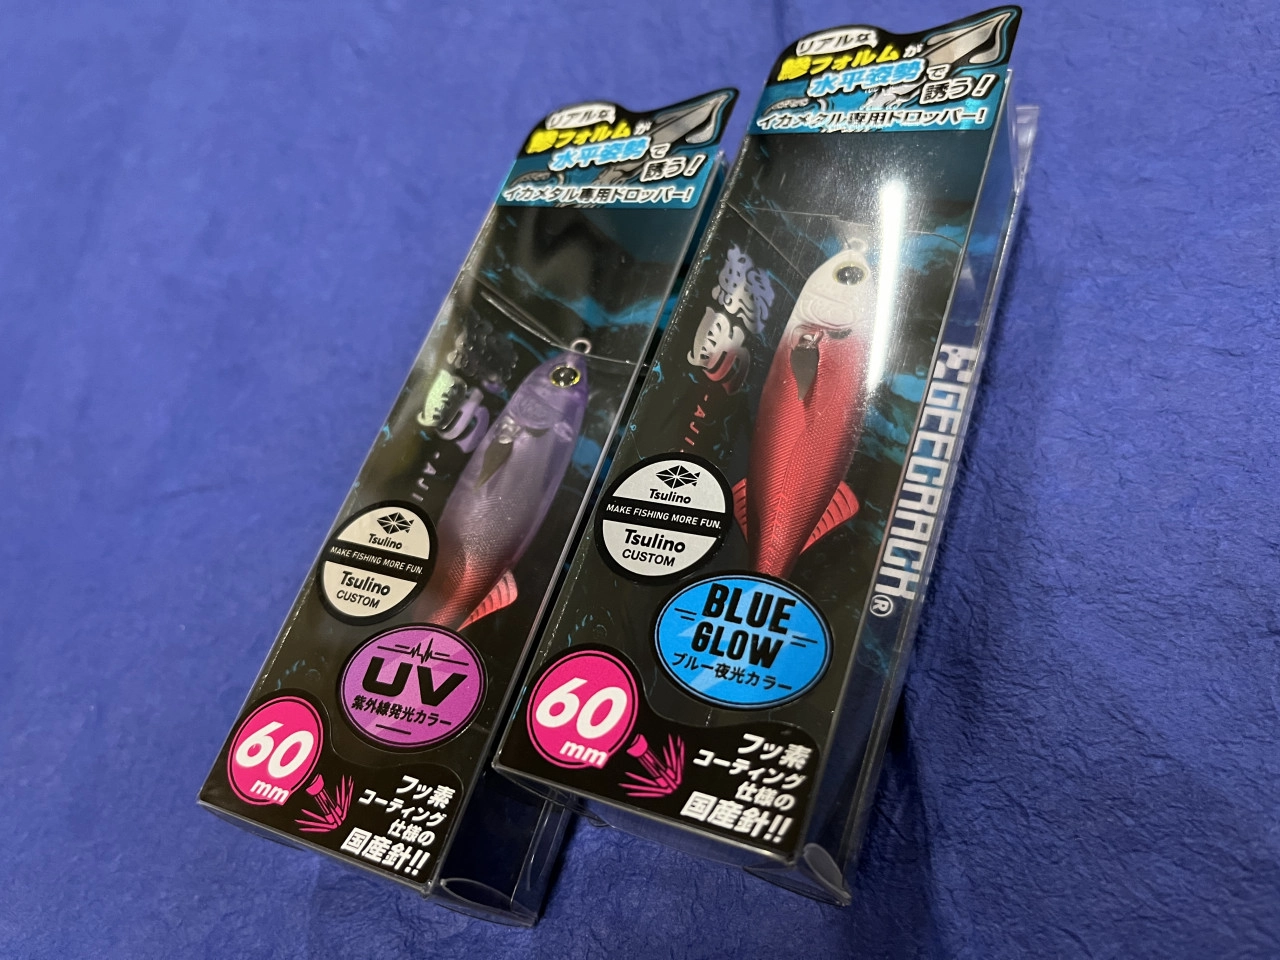 リアルな
鯵フォルムが
水平姿勢で
誘う!
イカメタル専用ドロッパー!
-AJI
Tsulino
MAKE FISHING MORE FUN.
Tsulino
CUSTOM
UV
紫外線発光カラー
60
mm
フッ素
コーティング
仕様の
国産針!!
リアルな
鯵フォルムが
水平姿勢で
誘う!
イカメタル専用ドロッパー!
-AJI
Tsulino
MAKE FISHING MORE FUN.
Tsulino
CUSTOM
BLUE
GLOW
ブルー夜光カラー
60
mm
フッ素
コーティング
仕様の
国産針!!
GEECRACK®